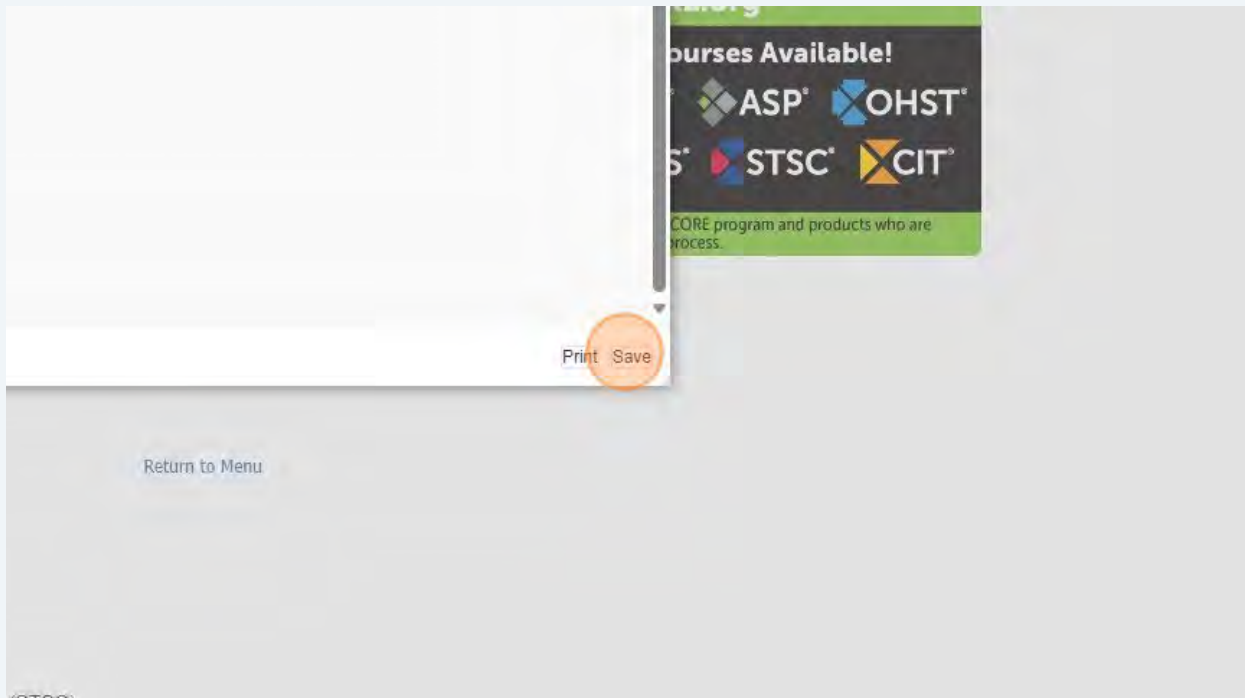 ourses Available!
ASP® OHST®
S® STSC® CIT®
CORE program and products who are
process.
Print Save
Return to Menu